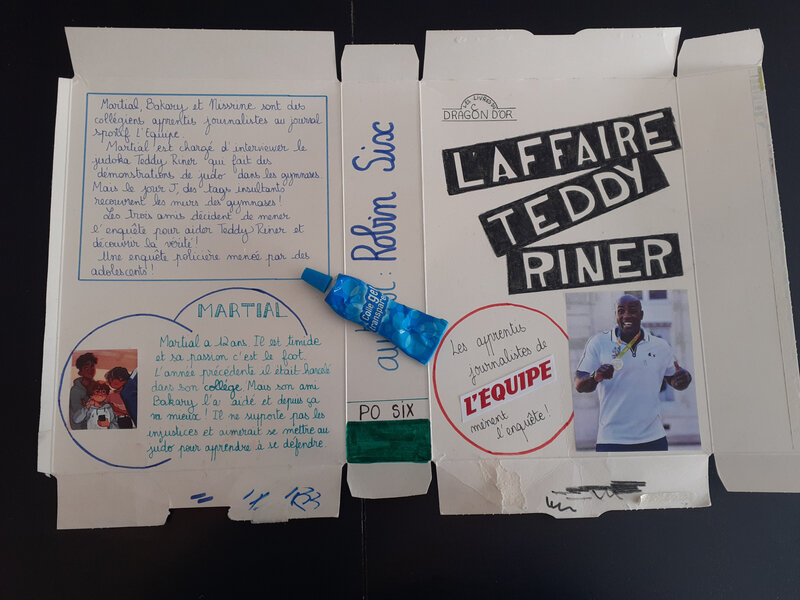 Martial, Bakary et Nissrine sont des
collégiens apprentis journalistes au journal
sportif L'Équipe.
Martial est chargé d'interviewer le
judoka Teddy Riner qui fait des
démonstrations de judo dans les gymnases.
Mais le jour J, des tags insultants
recouvrent les murs des gymnases !
Les trois amis décident de mener
l'enquête pour aider Teddy Riner et
découvrir la vérité !
Une enquête policière menée par des
adolescents !
MARTIAL
Martial a 12 ans. Il est timide
et sa passion c'est le foot.
L'année précédente il était harcelé
dans son collège. Mais son ami
Bakary l'a aidé et depuis ça
va mieux ! Il ne supporte pas les
injustices et aimerait se mettre au
judo pour apprendre à se défendre.
: Robin Six
Colle gel
Transparente
PO SIX
LES LIVRES DU
DRAGON D'OR
L'AFFAIRE
TEDDY
RINER
Les apprentis
journalistes de
L'ÉQUIPE
mènent
l'enquête !